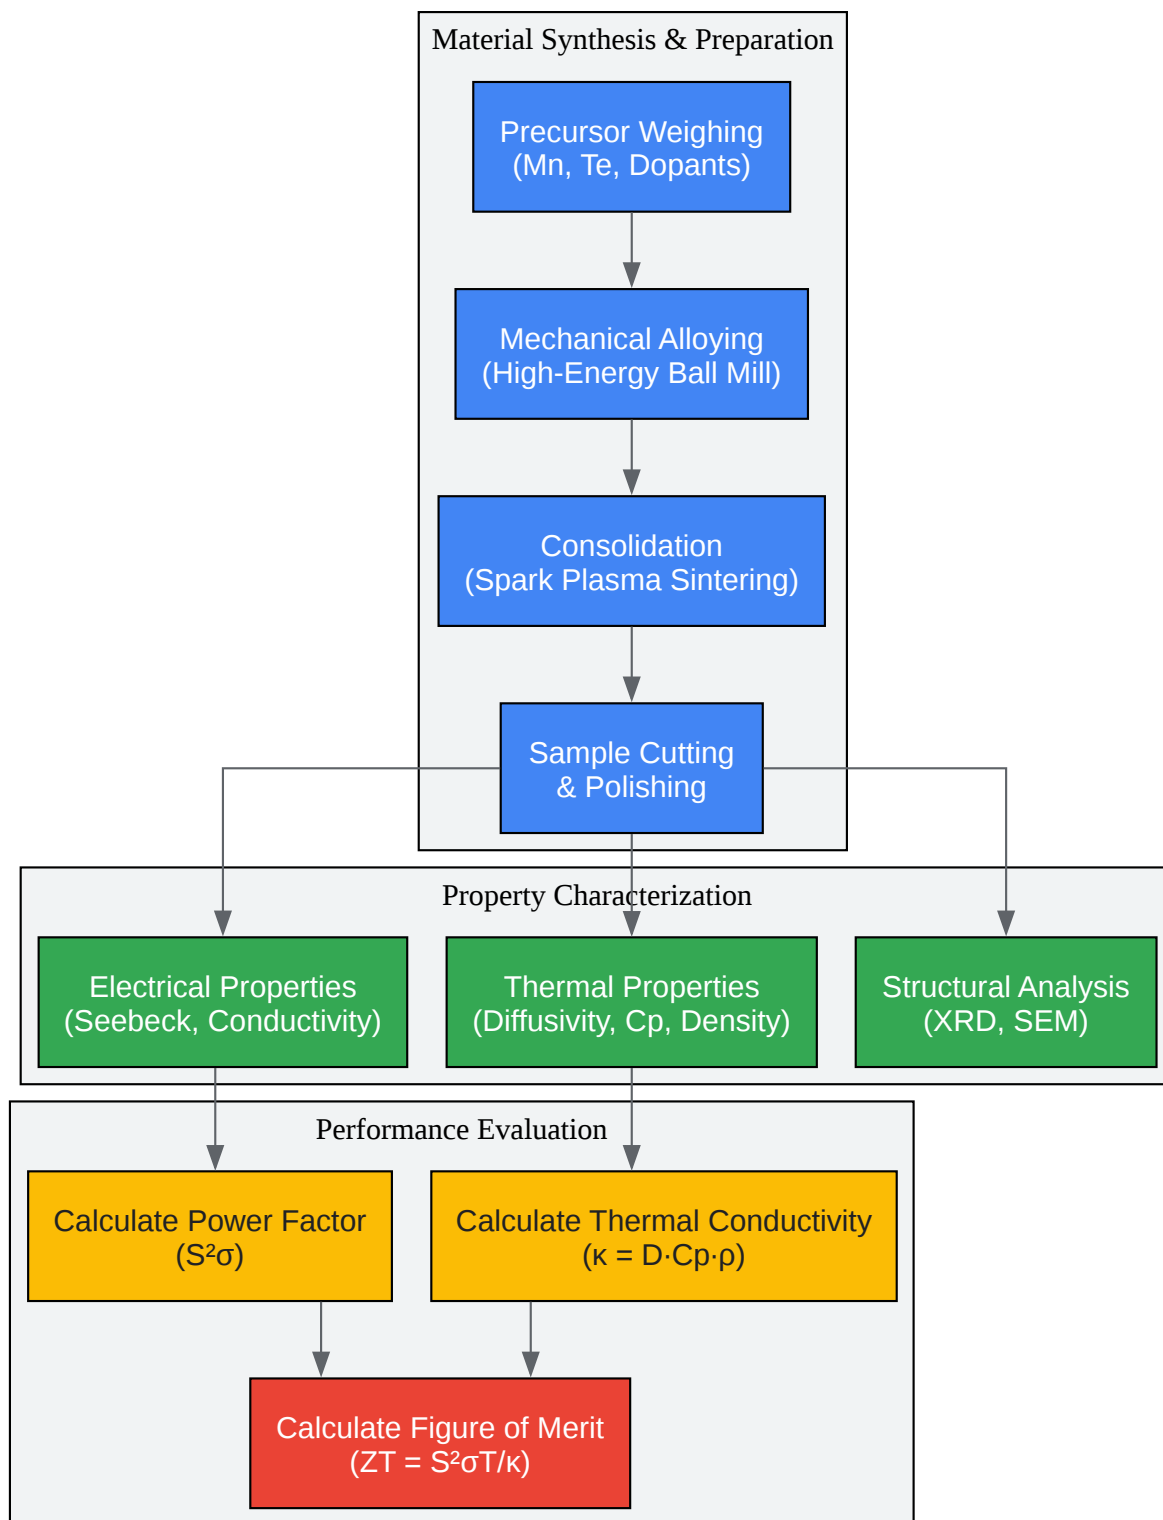 Material Synthesis & Preparation
Precursor Weighing
(Mn, Te, Dopants)
Mechanical Alloying
(High-Energy Ball Mill)
Consolidation
(Spark Plasma Sintering)
Sample Cutting
& Polishing
Property Characterization
Electrical Properties
(Seebeck, Conductivity)
Thermal Properties
(Diffusivity, Cp, Density)
Structural Analysis
(XRD, SEM)
Performance Evaluation
Calculate Power Factor
(S²σ)
Calculate Thermal Conductivity
(κ = D·Cp·ρ)
Calculate Figure of Merit
(ZT = S²σT/κ)